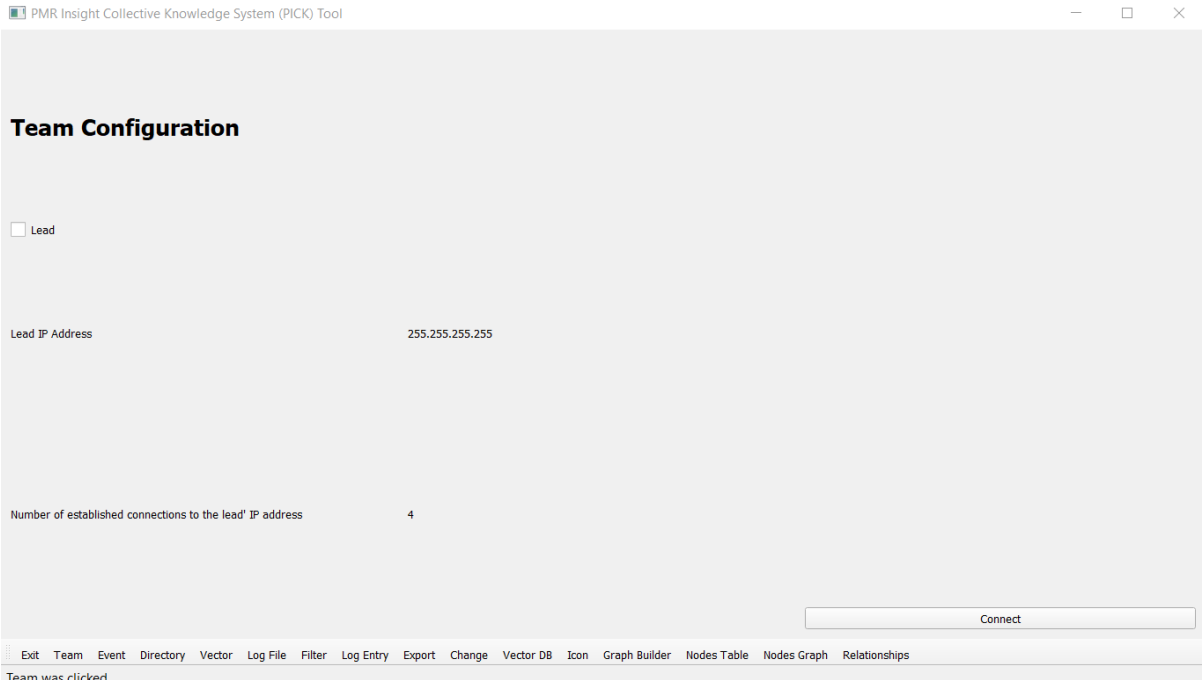 PMR Insight Collective Knowledge System (PICK) Tool
Team Configuration
Lead
Lead IP Address 255.255.255.255
Number of established connections to the lead' IP address 4
Connect
Exit Team Event Directory Vector Log File Filter Log Entry Export Change Vector DB Icon Graph Builder Nodes Table Nodes Graph Relationships
Team was clicked